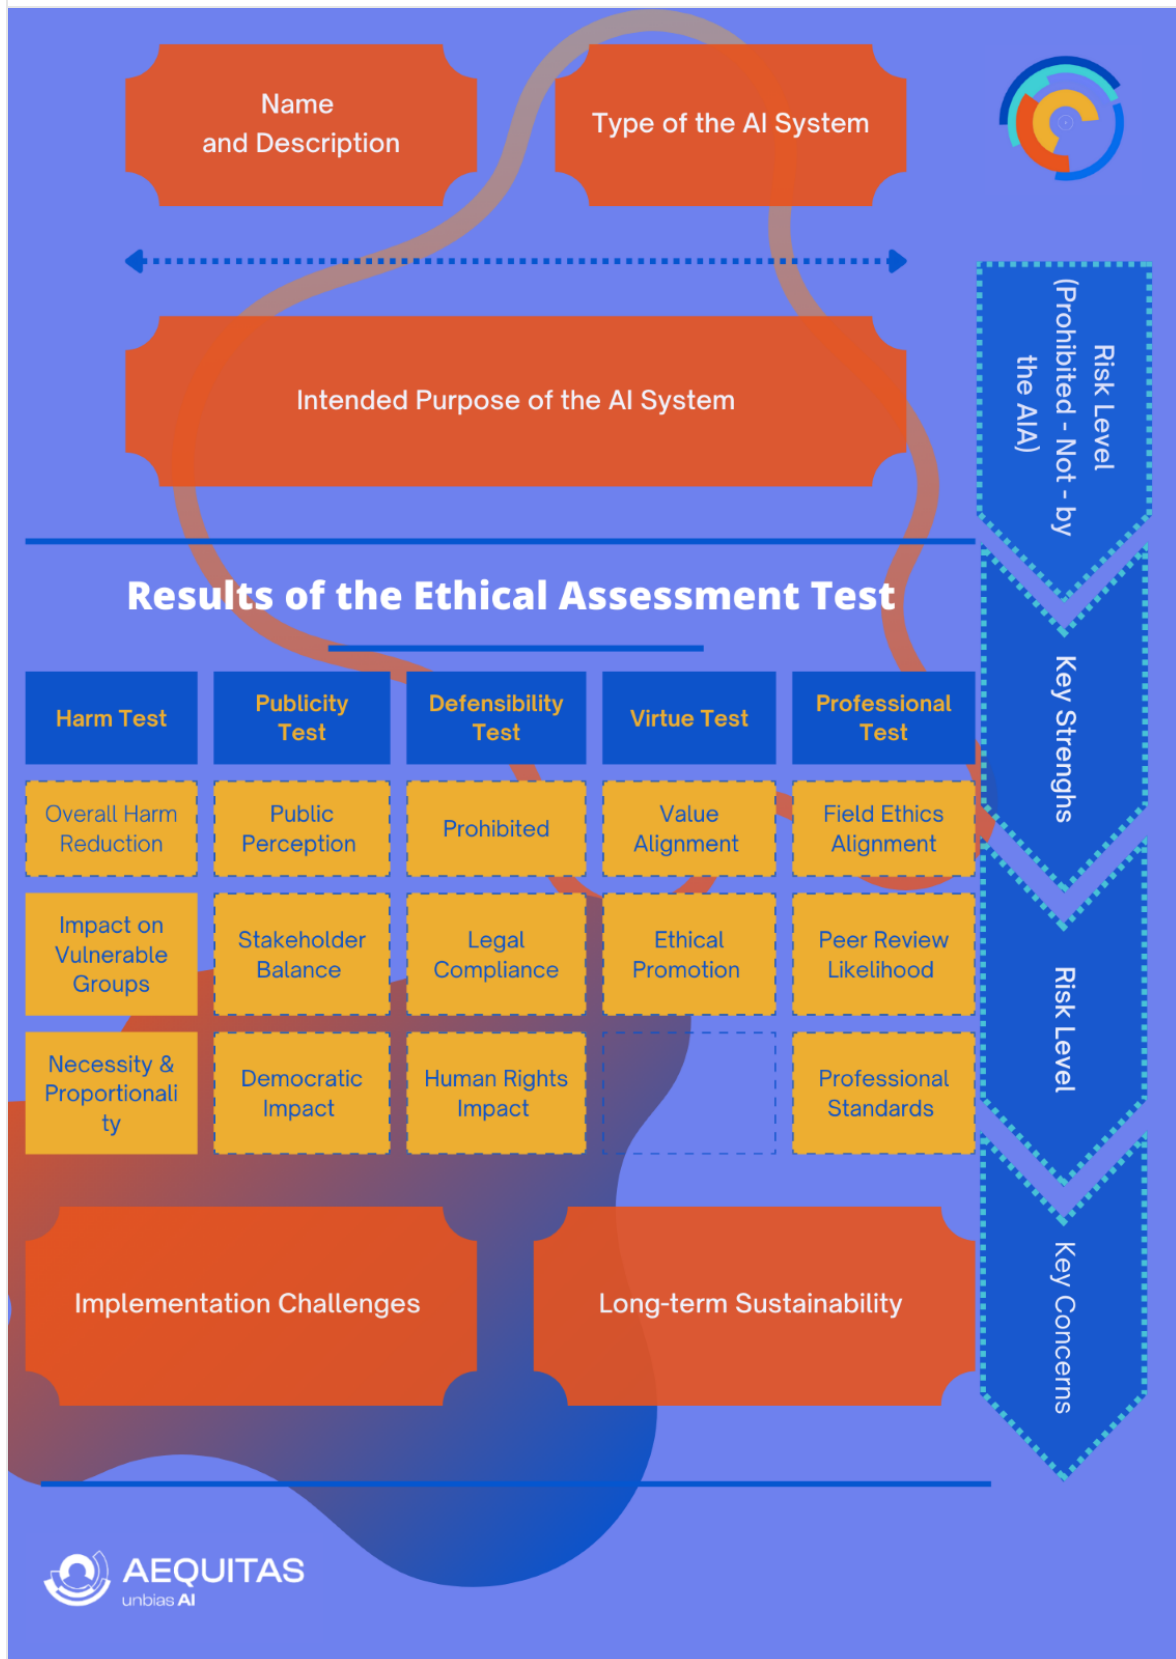 Name
and Description
Type of the AI System
Intended Purpose of the AI System
Risk Level
(Prohibited - Not - by
the AIA)
Results of the Ethical Assessment Test
Key Strenghs
Harm Test
Publicity
Test
Defensibility
Test
Virtue Test
Professional
Test
Overall Harm
Reduction
Public
Perception
Prohibited
Value
Alignment
Field Ethics
Alignment
Impact on
Vulnerable
Groups
Stakeholder
Balance
Legal
Compliance
Ethical
Promotion
Peer Review
Likelihood
Risk Level
Necessity &
Proportionali
ty
Democratic
Impact
Human Rights
Impact
Professional
Standards
Implementation Challenges
Long-term Sustainability
Key Concerns
AEQUITAS
unbias AI